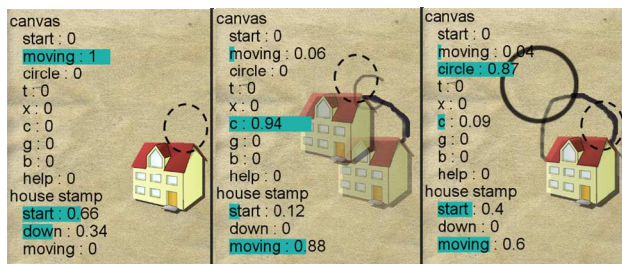 canvas
start : 0
moving : 1
circle : 0
t : 0
x : 0
c : 0
g : 0
b : 0
help : 0
house stamp
start : 0.66
down : 0.34
moving : 0
canvas
start : 0
moving : 0.06
circle : 0
t : 0
x : 0
c : 0.94
g : 0
b : 0
help : 0
house stamp
start : 0.12
down : 0
moving : 0.88
canvas
start : 0
moving : 0.04
circle : 0.87
t : 0
x : 0
c : 0.09
g : 0
b : 0
help : 0
house stamp
start : 0.4
down : 0
moving : 0.6